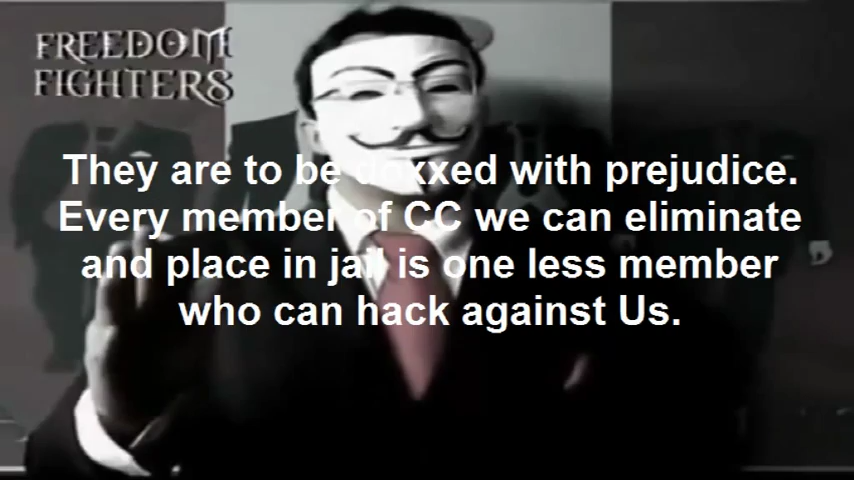 FREEDOM
FIGHTERS
They are to be doxxed with prejudice.
Every member of CC we can eliminate
and place in jail is one less member
who can hack against Us.